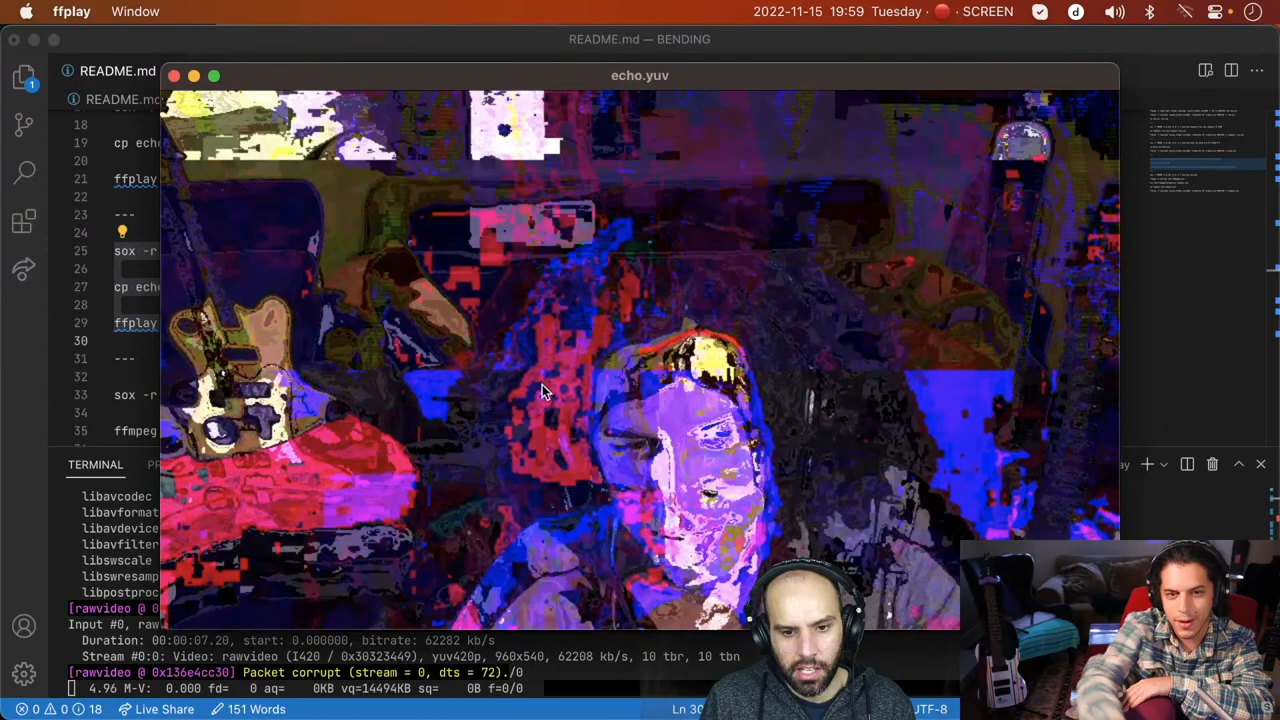 ffplay Window 2022-11-15 19:59 Tuesday SCREEN
README.md — BENDING
README.md
README.md
echo.yuv
18
19 cp echo
20
21 ffplay
22
23 ---
24
25 sox -r
26
27 cp echo
28
29 ffplay
30
31 ---
32
33 sox -r
34
35 ffmpeg
1
TERMINAL
libavcodec
libavformat
libavdevice
libavfilter
libswscale
libswresamp
libpostproc
[rawvideo @ 0
Input #0, raw
Duration: 00:00:07.20, start: 0.000000, bitrate: 62282 kb/s
Stream #0:0: Video: rawvideo (I420 / 0x30323449), yuv420p, 960x540, 62208 kb/s, 10 tbr, 10 tbn
[rawvideo @ 0x136e4cc30] Packet corrupt (stream = 0, dts = 72)./0
4.96 M-V: 0.000 fd= 0 aq= 0KB vq=14494KB sq= 0B f=0/0
0 0 18 Live Share 151 Words Ln 30 UTF-8